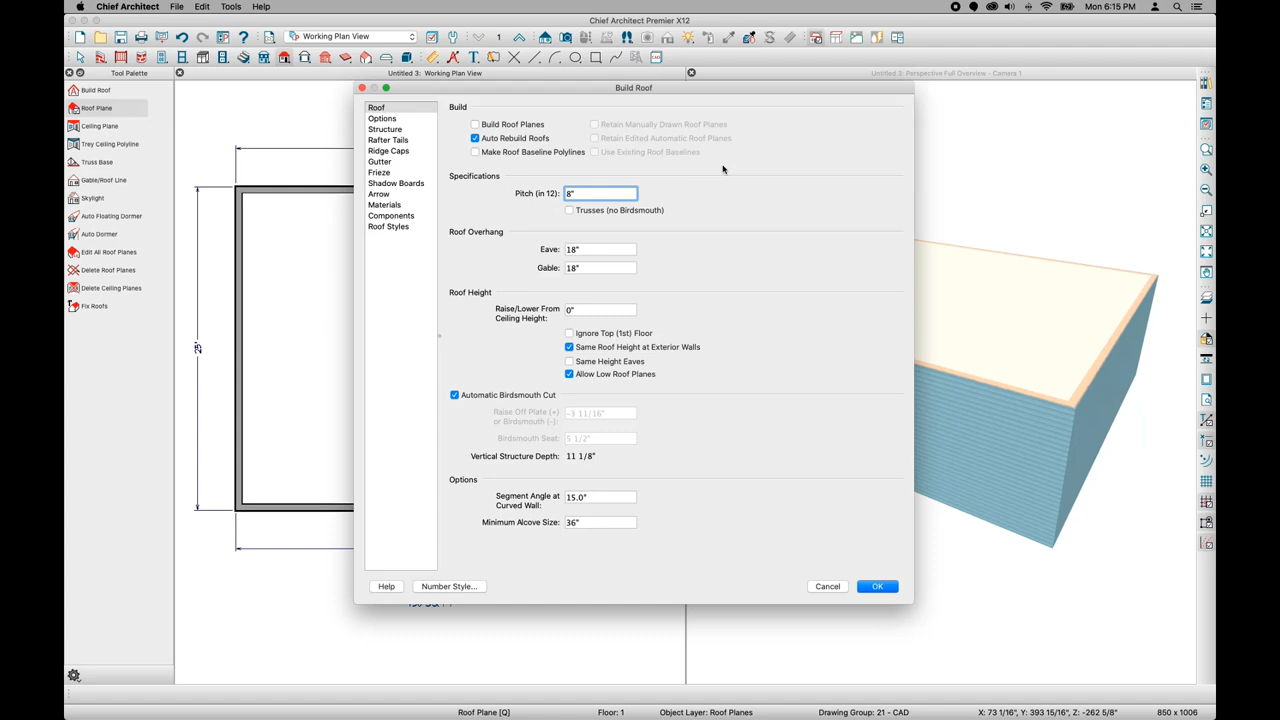 Chief Architect File Edit Tools Help Mon 6:15 PM
Chief Architect Premier X12
Working Plan View 1
Tool Palette Untitled 3: Working Plan View Untitled 3: Perspective Full Overview - Camera 1
Build Roof
Roof Plane
Ceiling Plane
Tray Ceiling Polyline
Truss Base
Gable/Roof Line
Skylight
Auto Floating Dormer
Auto Dormer
Edit All Roof Planes
Delete Roof Planes
Delete Ceiling Planes
Fix Roofs
25'
Build Roof
Roof
Options
Structure
Rafter Tails
Ridge Caps
Gutter
Frieze
Shadow Boards
Arrow
Materials
Components
Roof Styles
Build
Build Roof Planes Retain Manually Drawn Roof Planes
Auto Rebuild Roofs Retain Edited Automatic Roof Planes
Make Roof Baseline Polylines Use Existing Roof Baselines
Specifications
Pitch (in 12): 8"
Trusses (no Birdsmouth)
Roof Overhang
Eave: 18"
Gable: 18"
Roof Height
Raise/Lower From
Ceiling Height: 0"
Ignore Top (1st) Floor
Same Roof Height at Exterior Walls
Same Height Eaves
Allow Low Roof Planes
Automatic Birdsmouth Cut
Raise Off Plate (+)
or Birdsmouth (-): -3 11/16"
Birdsmouth Seat: 5 1/2"
Vertical Structure Depth: 11 1/8"
Options
Segment Angle at
Curved Wall: 15.0°
Minimum Alcove Size: 36"
Help Number Style... Cancel OK
Roof Plane [Q] Floor: 1 Object Layer: Roof Planes Drawing Group: 21 - CAD X: 73 1/16", Y: 393 15/16", Z: -262 5/8" 850 x 1006